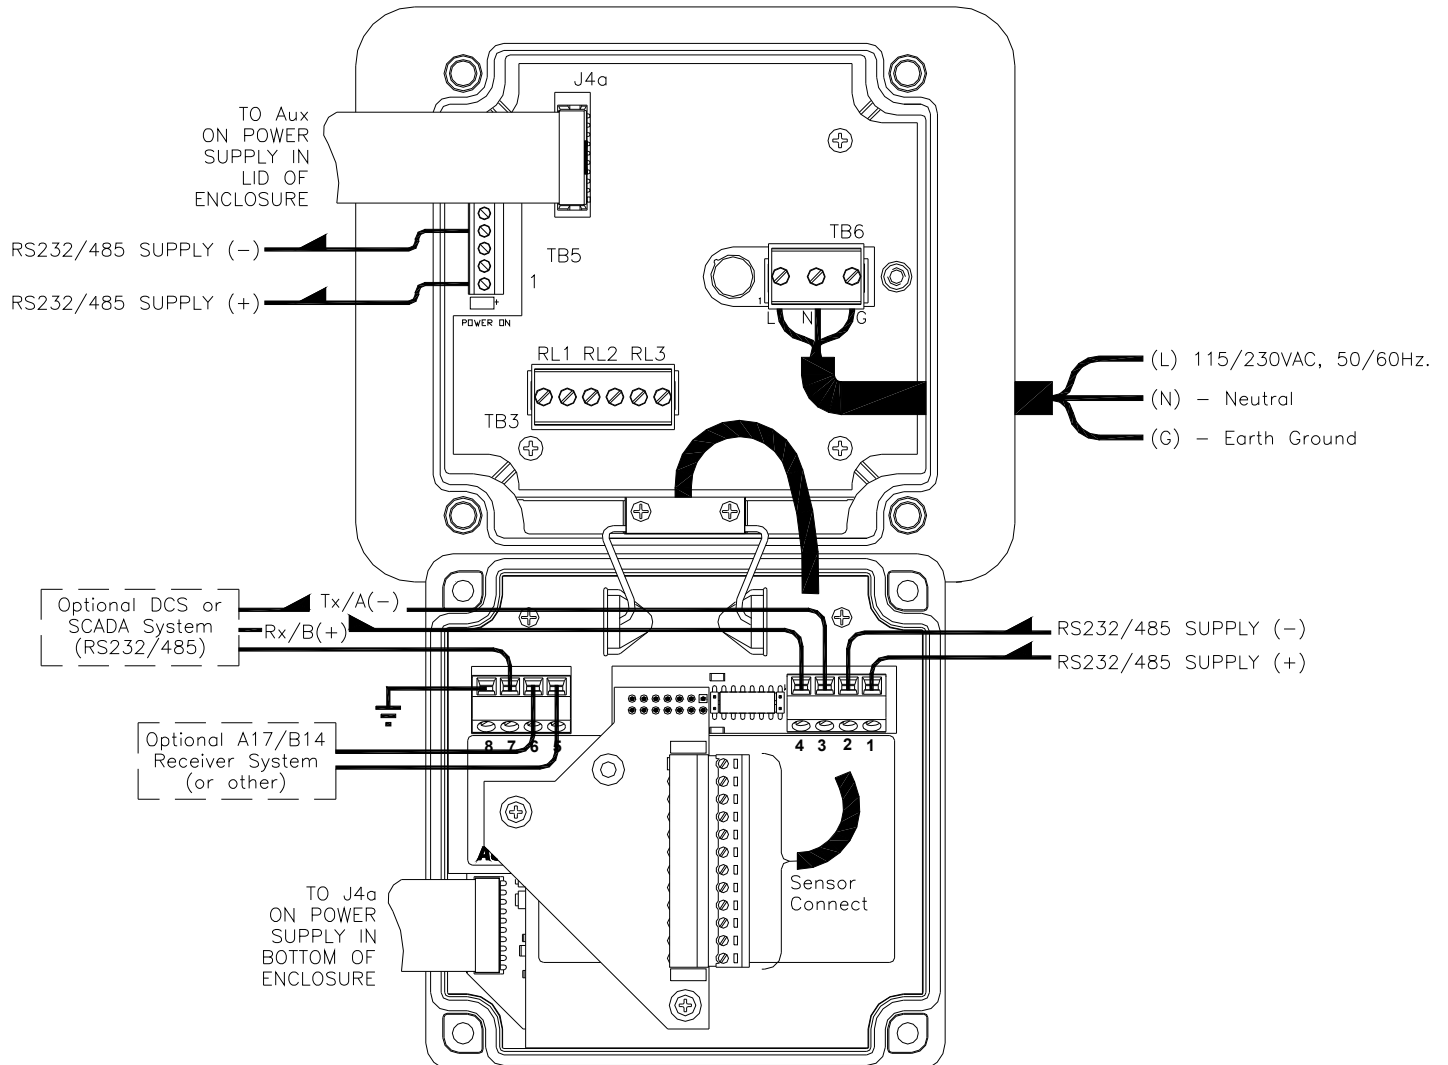 J4a
TO Aux
ON POWER
SUPPLY IN
LID OF
ENCLOSURE
RS232/485 SUPPLY (-)
RS232/485 SUPPLY (+)
TB5
1
+
POWER ON
TB6
1
L N G
RL1 RL2 RL3
TB3
(L) 115/230VAC, 50/60Hz.
(N) - Neutral
(G) - Earth Ground
Optional DCS or
SCADA System
(RS232/485)
Tx/A(-)
Rx/B(+)
RS232/485 SUPPLY (-)
RS232/485 SUPPLY (+)
8 7 6 5
4 3 2 1
Optional A17/B14
Receiver System
(or other)
Sensor
Connect
TO J4a
ON POWER
SUPPLY IN
BOTTOM OF
ENCLOSURE